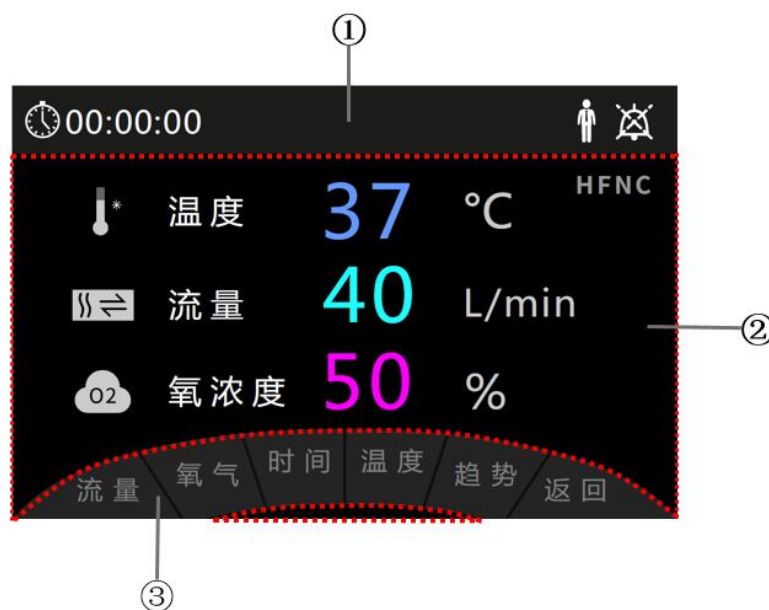 ①
00:00:00
HFNC
温度 37 °C
流量 40 L/min
②
O2 氧浓度 50 %
流量 氧气 时间 温度 趋势 返回
③